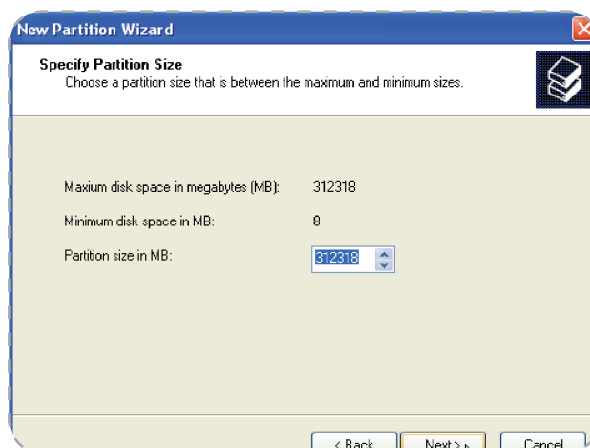 New Partition Wizard
Specify Partition Size
Choose a partition size that is between the maximum and minimum sizes.
Maxium disk space in megabytes (MB): 312318
Minimum disk space in MB: 8
Partition size in MB: 312318
< Back Next > Cancel